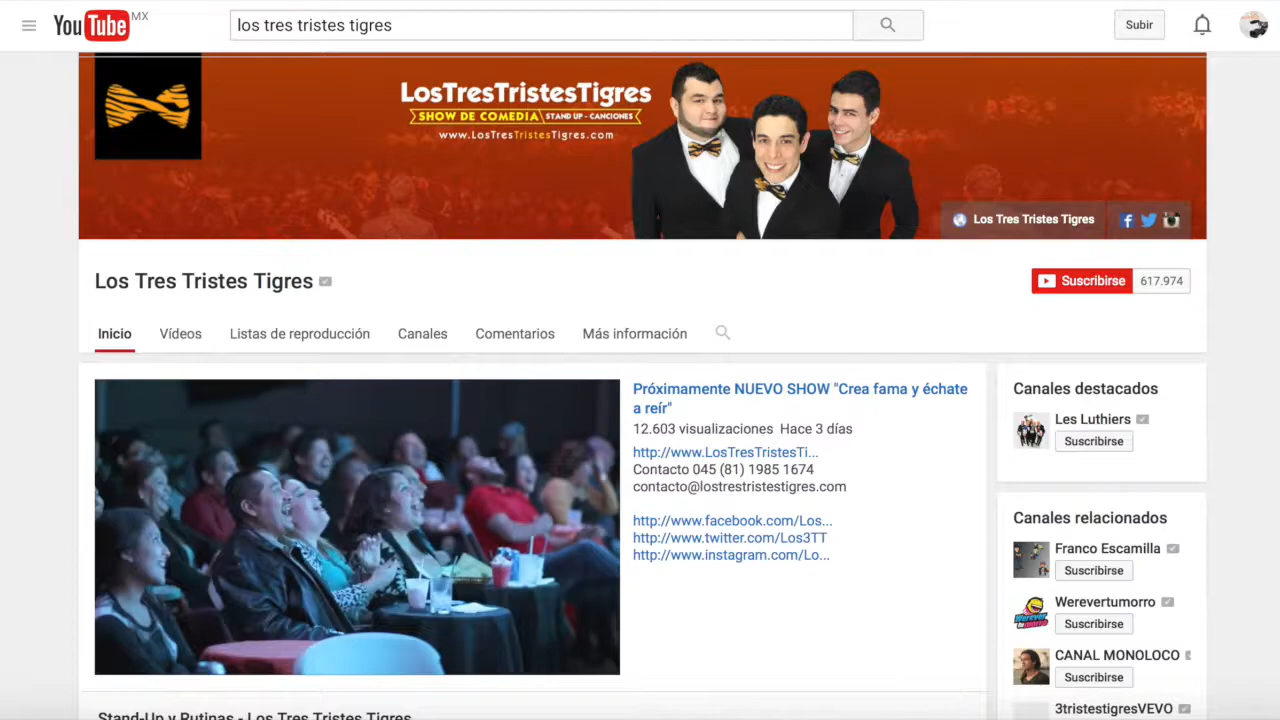 YouTube MX
los tres tristes tigres
Subir
LosTresTristesTigres
SHOW DE COMEDIA STAND UP - CANCIONES
www.LosTresTristesTigres.com
Los Tres Tristes Tigres
Los Tres Tristes Tigres
Suscribirse 617.974
Inicio Vídeos Listas de reproducción Canales Comentarios Más información
Próximamente NUEVO SHOW "Crea fama y échate
a reír"
12.603 visualizaciones Hace 3 días
http://www.LosTresTristesTi...
Contacto 045 (81) 1985 1674
contacto@lostrestristestigres.com
http://www.facebook.com/Los...
http://www.twitter.com/Los3TT
http://www.instagram.com/Lo...
Canales destacados
Les Luthiers
Suscribirse
Canales relacionados
Franco Escamilla
Suscribirse
Werevertumorro
Suscribirse
CANAL MONOLOCO
Suscribirse
3tristestigresVEVO
Stand-Up y Rutinas - Los Tres Tristes Tigres